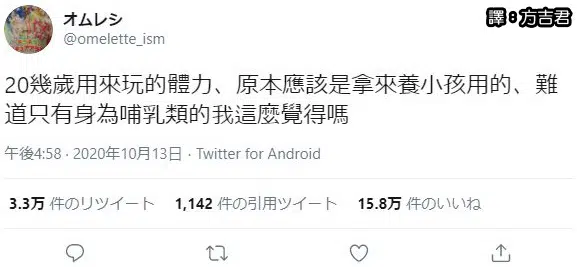 譯:方吉君
オムレシ
@omelette_ism
20幾歲用來玩的體力、原本應該是拿來養小孩用的、難
道只有身為哺乳類的我這麼覺得嗎
午後4:58 · 2020年10月13日 · Twitter for Android
3.3万 件のリツイート 1,142 件の引用ツイート 15.8万 件のいいね